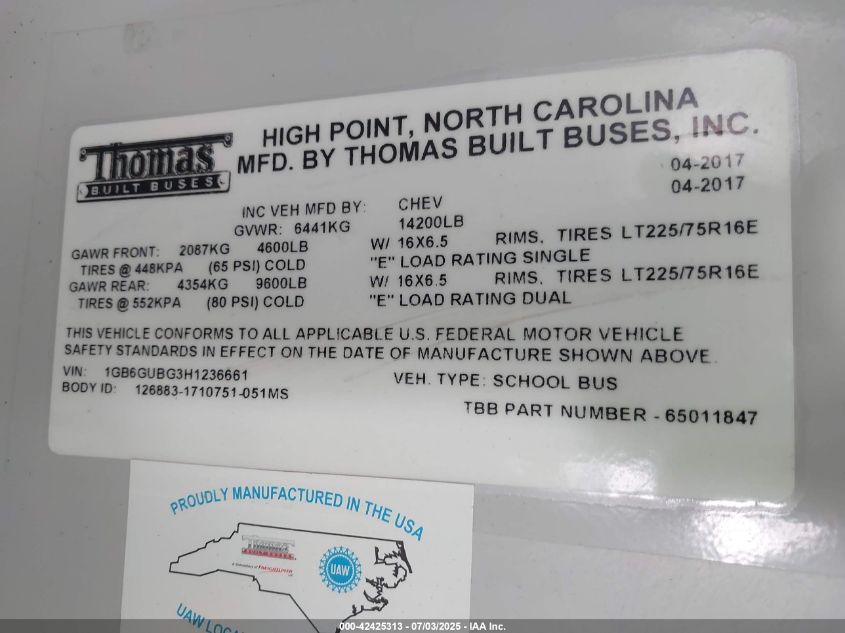 Thomas
BUILT BUSES
HIGH POINT, NORTH CAROLINA
MFD. BY THOMAS BUILT BUSES, INC.
04-2017
04-2017
INC VEH MFD BY: CHEV
GVWR: 6441KG 14200LB
GAWR FRONT: 2087KG 4600LB W/ 16X6.5 RIMS, TIRES LT225/75R16E
TIRES @ 448KPA (65 PSI) COLD "E" LOAD RATING SINGLE
GAWR REAR: 4354KG 9600LB W/ 16X6.5 RIMS, TIRES LT225/75R16E
TIRES @ 552KPA (80 PSI) COLD "E" LOAD RATING DUAL
THIS VEHICLE CONFORMS TO ALL APPLICABLE U.S. FEDERAL MOTOR VEHICLE
SAFETY STANDARDS IN EFFECT ON THE DATE OF MANUFACTURE SHOWN ABOVE.
VIN: 1GB6GUBG3H1236661 VEH. TYPE: SCHOOL BUS
BODY ID: 126883-1710751-051MS
TBB PART NUMBER - 65011847
PROUDLY MANUFACTURED IN THE USA
Thomas
BUILT BUSES
UAW
UAW LOCAL
000-42425313 - 07/03/2025 - IAA Inc.